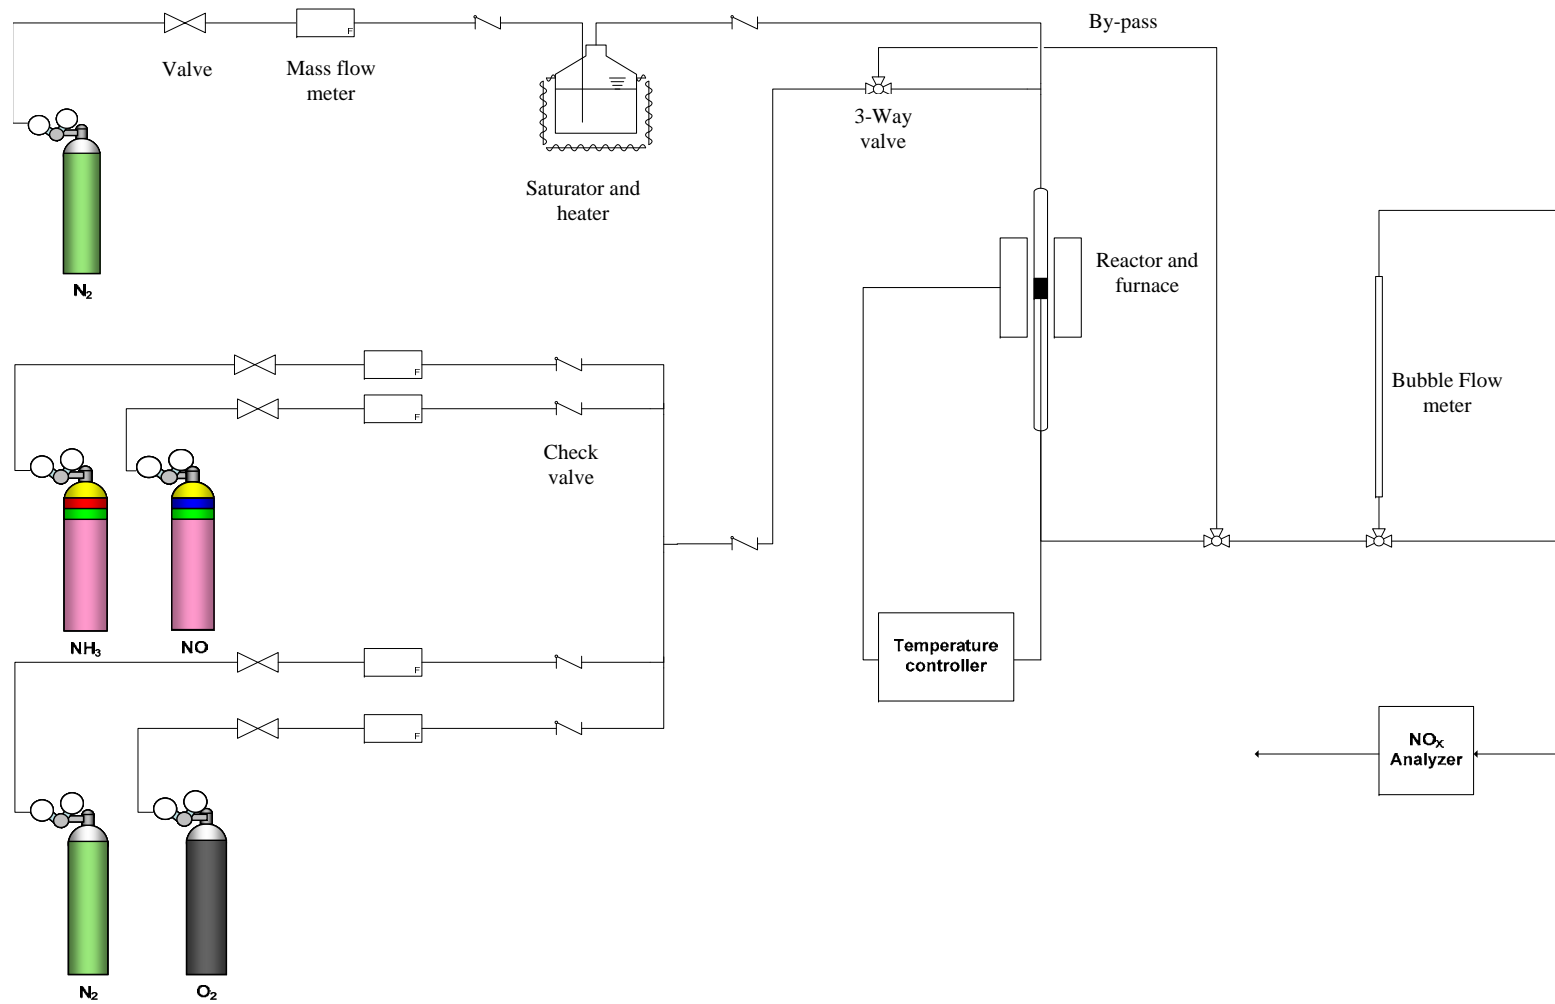 By-pass
F
Valve
Mass flow
meter
3-Way
valve
Saturator and
heater
Reactor and
furnace
N₂
F
F
Bubble Flow
meter
Check
valve
NH₃
NO
Temperature
controller
F
F
NOₓ
Analyzer
N₂
O₂